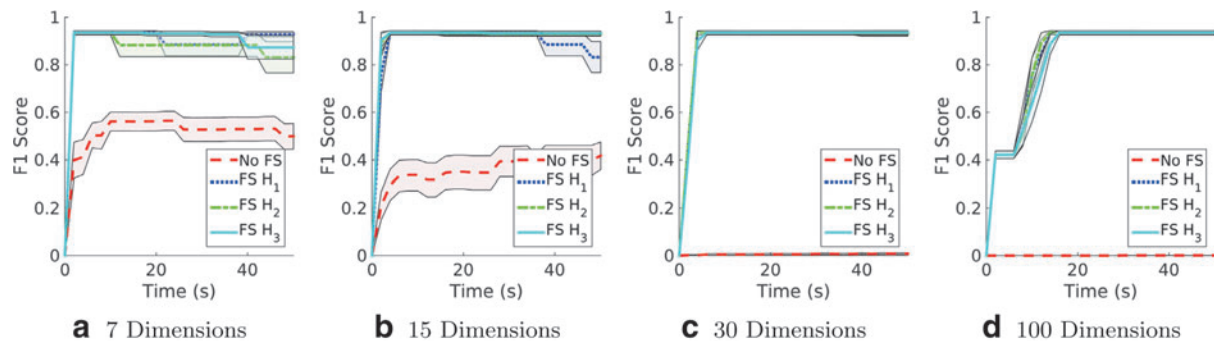 1
0.8
0.6
0.4
0.2
0
F1 Score
0 20 40
Time (s)
No FS
FS H1
FS H2
FS H3
a 7 Dimensions
1
0.8
0.6
0.4
0.2
0
F1 Score
0 20 40
Time (s)
No FS
FS H1
FS H2
FS H3
b 15 Dimensions
1
0.8
0.6
0.4
0.2
0
F1 Score
0 20 40
Time (s)
No FS
FS H1
FS H2
FS H3
c 30 Dimensions
1
0.8
0.6
0.4
0.2
0
F1 Score
0 20 40
Time (s)
No FS
FS H1
FS H2
FS H3
d 100 Dimensions